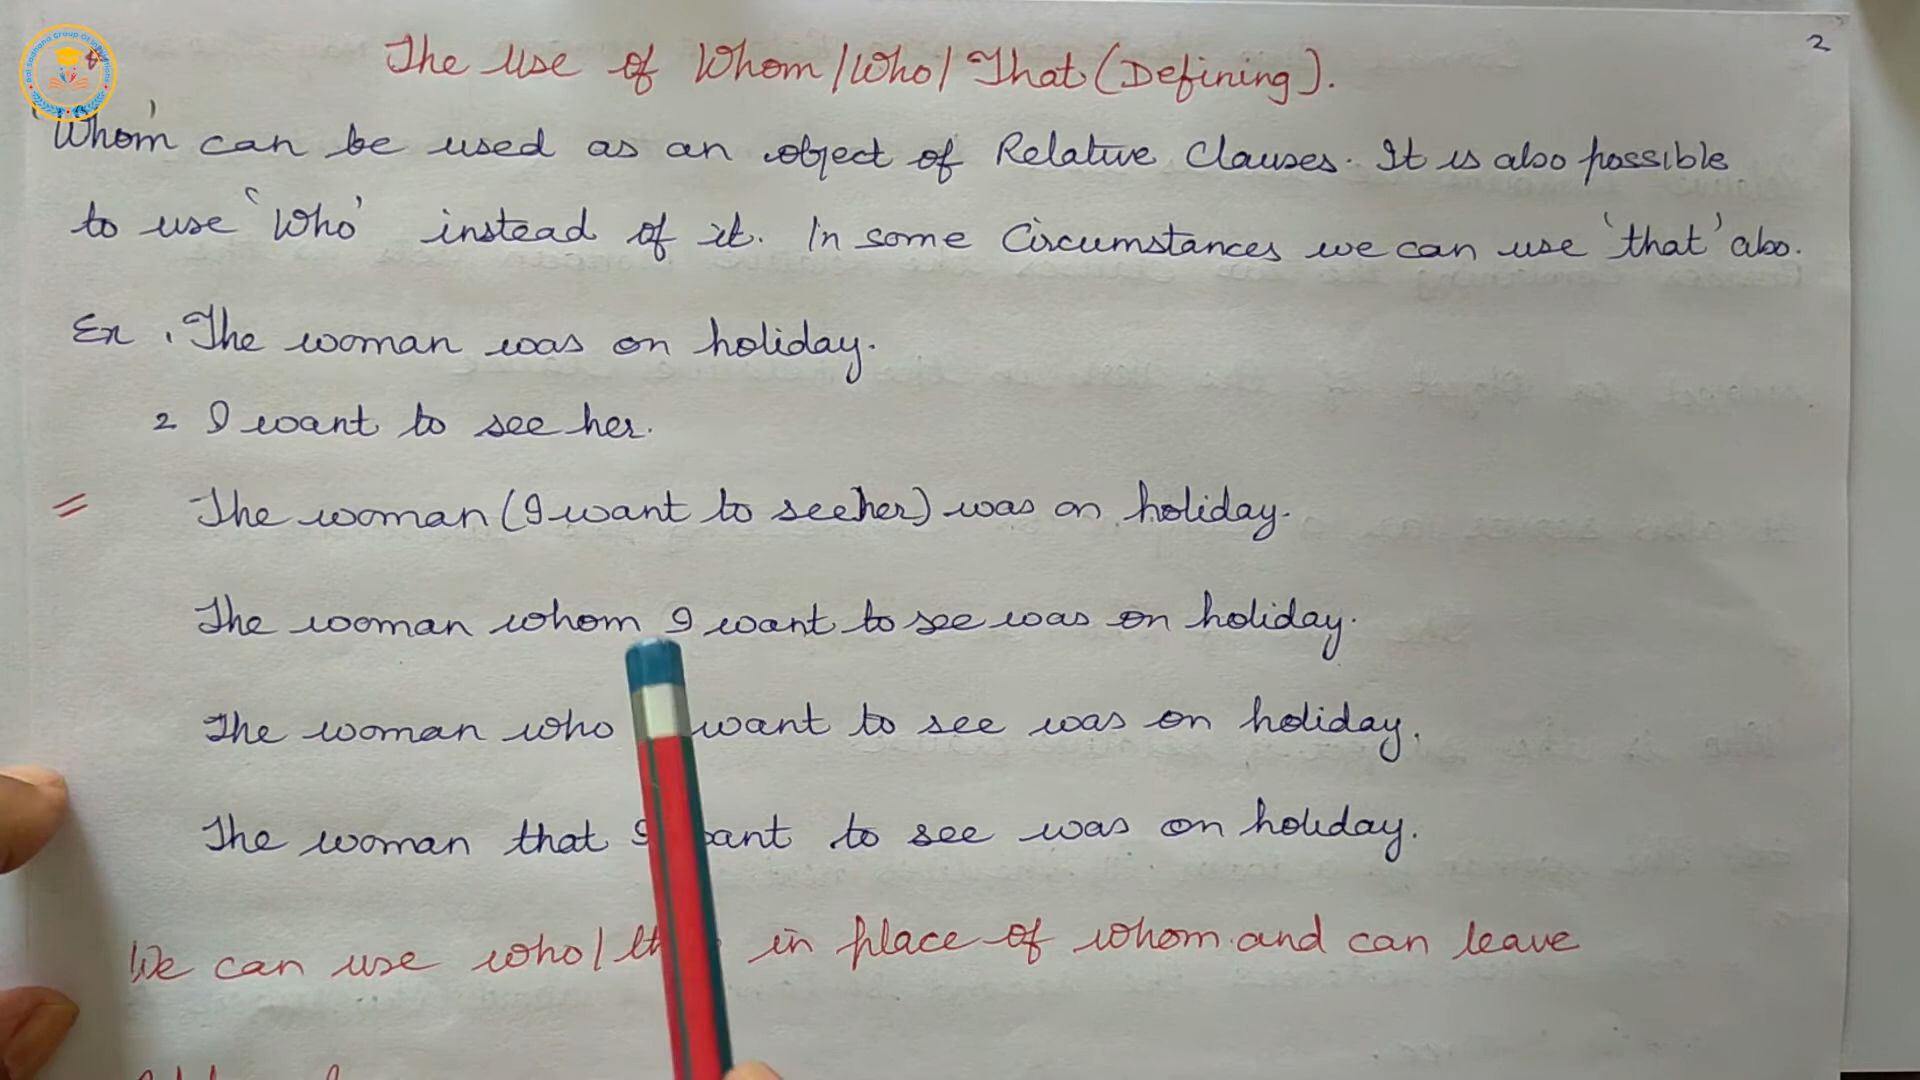 The Use of Whom/Who/That (Defining).
2
'Whom' can be used as an object of Relative Clauses. It is also possible
to use 'Who' instead of it. In some Circumstances we can use 'that' also.
Ex 1. The woman was on holiday.
2 I want to see her.
= The woman (I want to see her) was on holiday.
The woman whom I want to see was on holiday.
The woman who want to see was on holiday.
The woman that I want to see was on holiday.
We can use who/ in place of whom and can leave